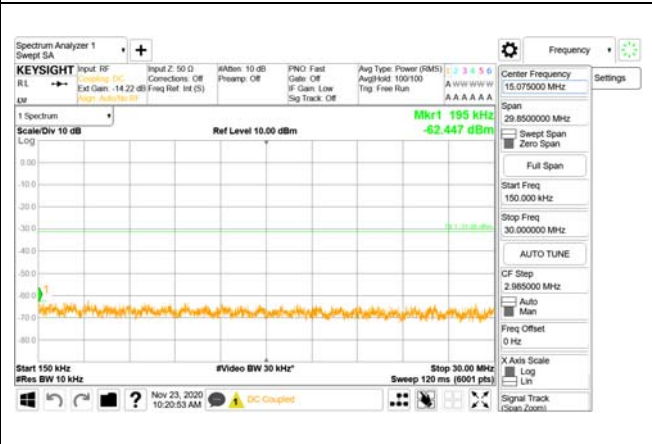 Spectrum Analyzer 1
Swept SA
Frequency
KEYSIGHT
Input: RF
Coupling: DC
Ext Gain: -14.22 dB
Align: Auto/No RF
Input Z: 50 Ω
Corrections: Off
Freq Ref: Int (S)
#Atten: 10 dB
Preamp: Off
PNO: Fast
Gate: Off
IF Gain: Low
Sig Track: Off
Avg Type: Power (RMS)
Avg|Hold: 100/100
Trig: Free Run
1 2 3 4 5 6
A W W W W W
A A A A A A
RL
1 Spectrum
Scale/Div 10 dB
Log
Ref Level 10.00 dBm
Mkr1 195 kHz
-62.447 dBm
0.00
-10.0
-20.0
-30.0
-40.0
-50.0
-60.0
-70.0
-80.0
1
Start 150 kHz
#Res BW 10 kHz
#Video BW 30 kHz*
Stop 30.00 MHz
Sweep 120 ms (6001 pts)
Nov 23, 2020
10:20:53 AM
DC Coupled
Center Frequency
15.075000 MHz
Settings
Span
29.8500000 MHz
Swept Span
Zero Span
Full Span
Start Freq
150.000 kHz
Stop Freq
30.000000 MHz
AUTO TUNE
CF Step
2.985000 MHz
Auto
Man
Freq Offset
0 Hz
X Axis Scale
Log
Lin
Signal Track
(Span Zoom)